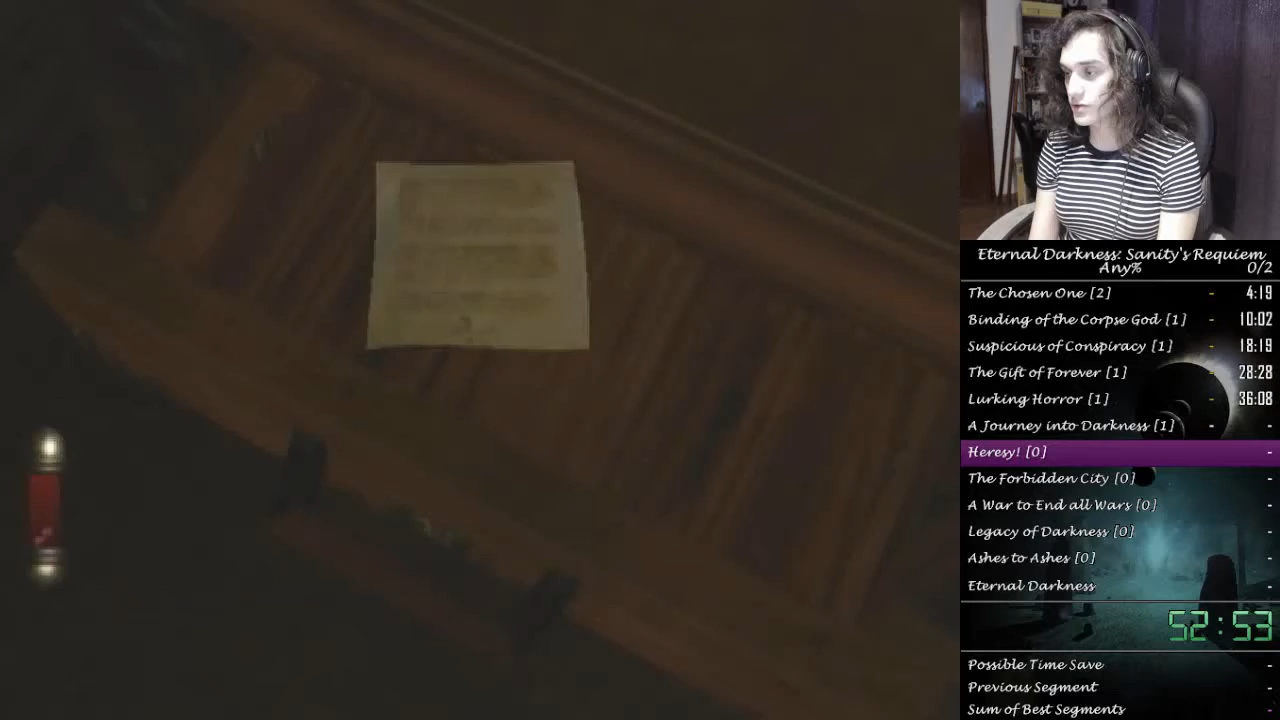 Eternal Darkness: Sanity's Requiem
Any% 0/2
The Chosen One [2] - 4:19
Binding of the Corpse God [1] - 10:02
Suspicious of Conspiracy [1] - 18:19
The Gift of Forever [1] - 28:28
Lurking Horror [1] - 36:08
A Journey into Darkness [1] - -
Heresy! [0] -
The Forbidden City [0] -
A War to End all Wars [0] -
Legacy of Darkness [0] -
Ashes to Ashes [0] -
Eternal Darkness -
52:53
Possible Time Save -
Previous Segment -
Sum of Best Segments -